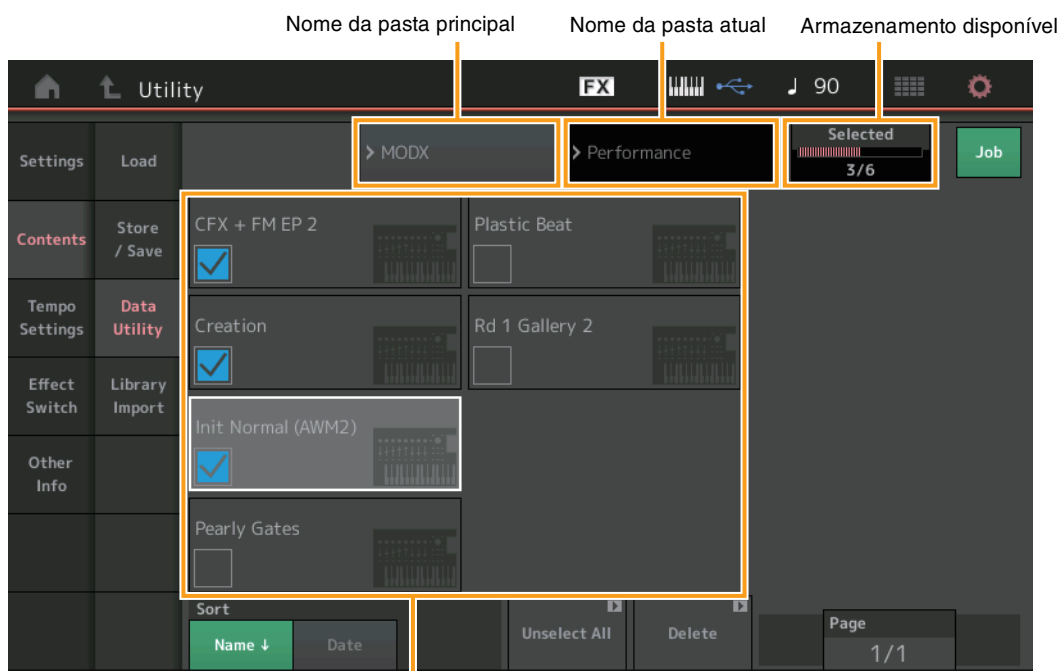 Nome da pasta principal
Nome da pasta atual
Armazenamento disponível
Utility
FX
90
Settings
Load
> MODX
> Performance
Selected
3/6
Job
Contents
Store
/ Save
CFX + FM EP 2
Plastic Beat
Tempo
Settings
Data
Utility
Creation
Rd 1 Gallery 2
Effect
Switch
Library
Import
Init Normal (AWM2)
Other
Info
Pearly Gates
Sort
Name ↓
Date
Unselect All
Delete
Page
1/1